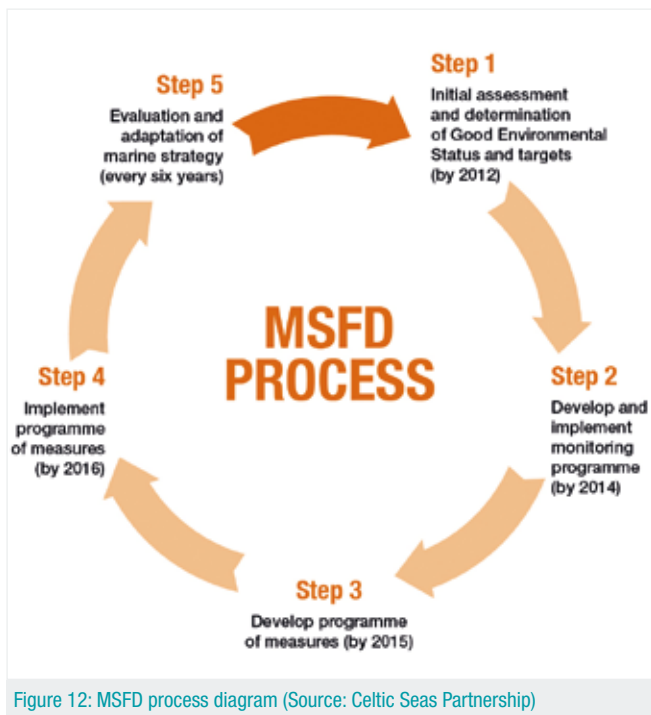 Step 1
Initial assessment
and determination
of Good Environmental
Status and targets
(by 2012)
Step 2
Develop and
implement
monitoring
programme
(by 2014)
Step 3
Develop programme
of measures (by 2015)
Step 4
Implement
programme
of measures
(by 2016)
Step 5
Evaluation and
adaptation of
marine strategy
(every six years)
MSFD
PROCESS
Figure 12: MSFD process diagram (Source: Celtic Seas Partnership)